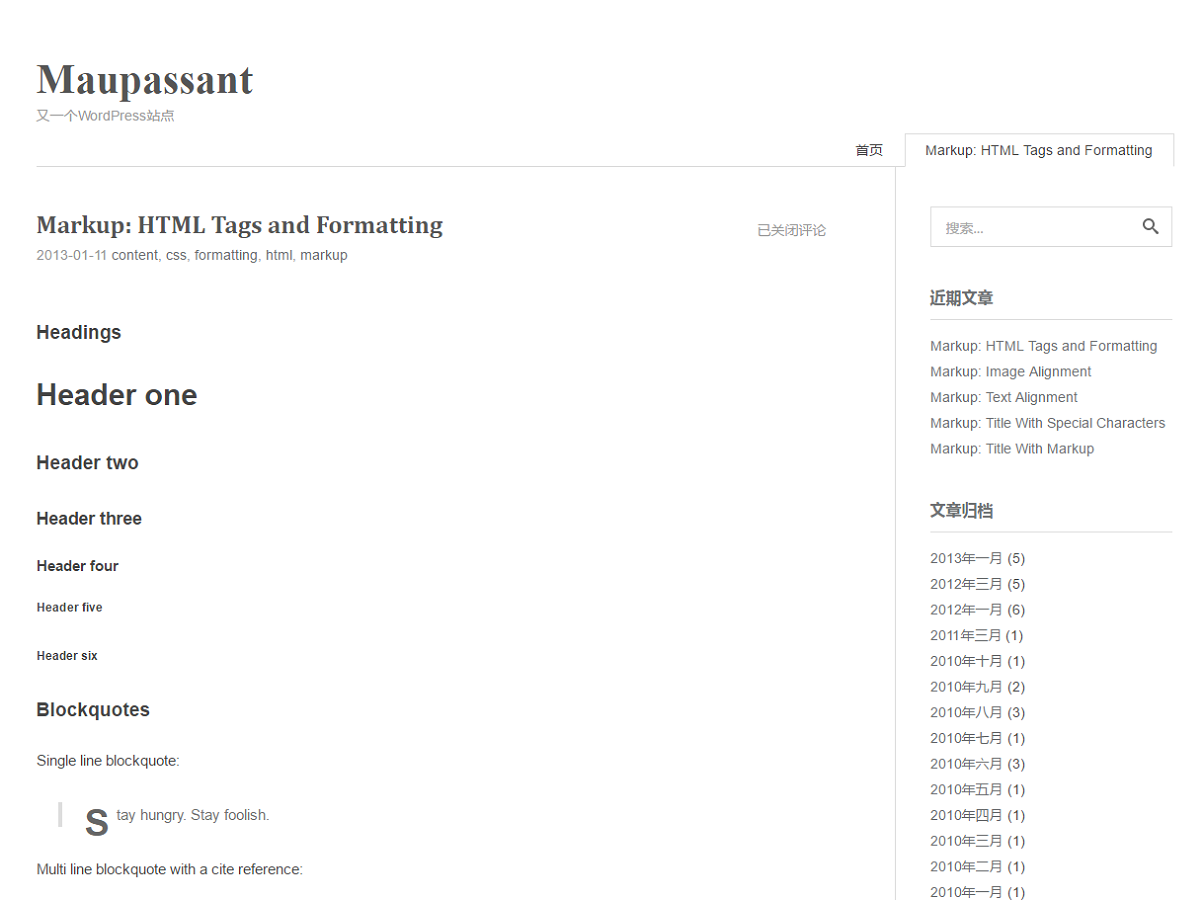 Maupassant
又一个WordPress站点
首页
Markup: HTML Tags and Formatting
Markup: HTML Tags and Formatting
已关闭评论
2013-01-11 content, css, formatting, html, markup
Headings
Header one
Header two
Header three
Header four
Header five
Header six
Blockquotes
Single line blockquote:
Stay hungry. Stay foolish.
Multi line blockquote with a cite reference:
搜索...
近期文章
Markup: HTML Tags and Formatting
Markup: Image Alignment
Markup: Text Alignment
Markup: Title With Special Characters
Markup: Title With Markup
文章归档
2013年一月 (5)
2012年三月 (5)
2012年一月 (6)
2011年三月 (1)
2010年十月 (1)
2010年九月 (2)
2010年八月 (3)
2010年七月 (1)
2010年六月 (3)
2010年五月 (1)
2010年四月 (1)
2010年三月 (1)
2010年二月 (1)
2010年一月 (1)